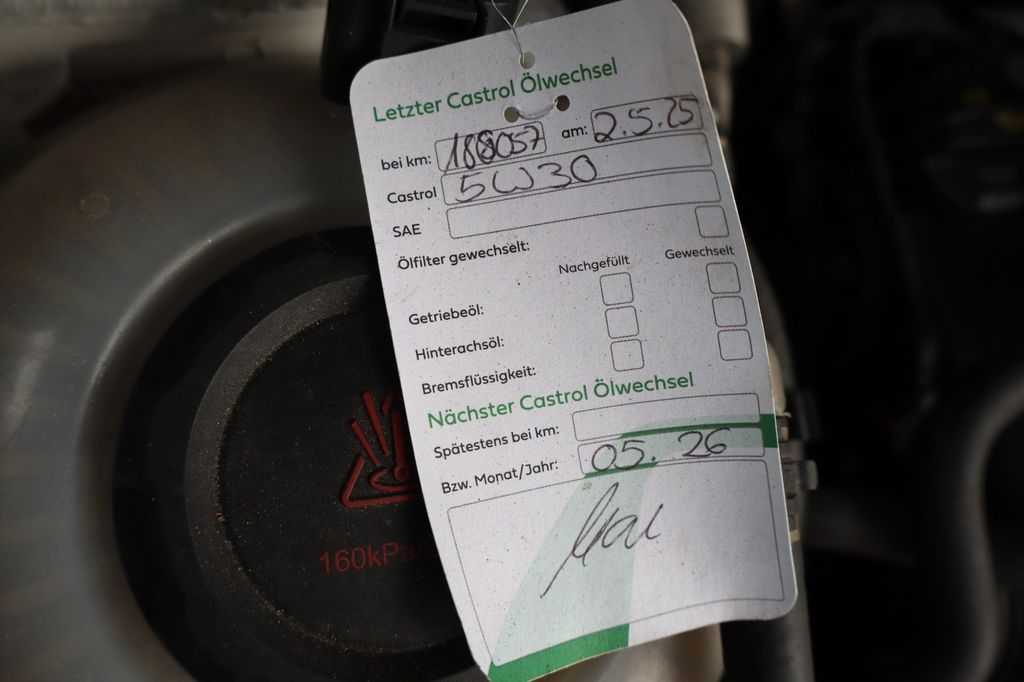 Letzter Castrol Ölwechsel
bei km: 188057 am: 2.5.25
Castrol 5W30
SAE
Ölfilter gewechselt:
Nachgefüllt Gewechselt
Getriebeöl:
Hinterachsöl:
Bremsflüssigkeit:
Nächster Castrol Ölwechsel
Spätestens bei km:
Bzw. Monat/Jahr: 05. 26
160kPa